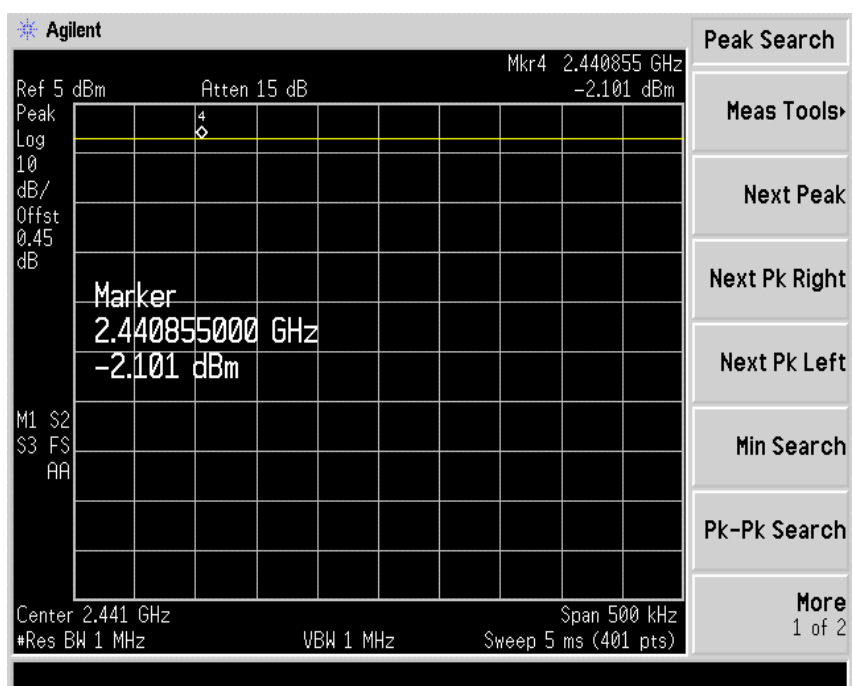 Agilent
Peak Search
Mkr4 2.440855 GHz
Ref 5 dBm Atten 15 dB -2.101 dBm
Peak
Log
10
dB/
Offst
0.45
dB
4
Marker
2.440855000 GHz
-2.101 dBm
M1 S2
S3 FS
AA
Center 2.441 GHz Span 500 kHz
#Res BW 1 MHz VBW 1 MHz Sweep 5 ms (401 pts)
Meas Tools
Next Peak
Next Pk Right
Next Pk Left
Min Search
Pk-Pk Search
More
1 of 2